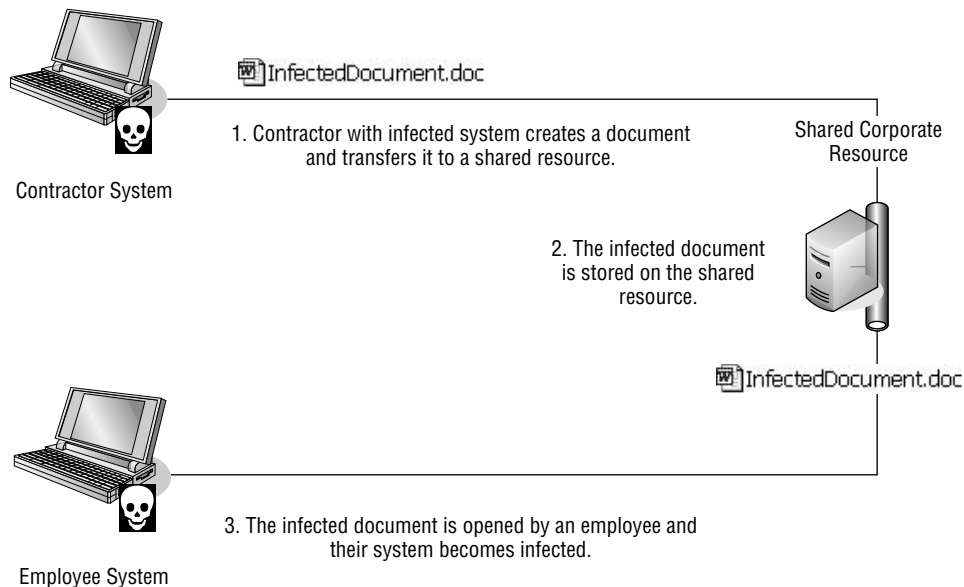 InfectedDocument.doc
1. Contractor with infected system creates a document
and transfers it to a shared resource.
Contractor System
Shared Corporate
Resource
2. The infected document
is stored on the shared
resource.
InfectedDocument.doc
3. The infected document is opened by an employee and
their system becomes infected.
Employee System